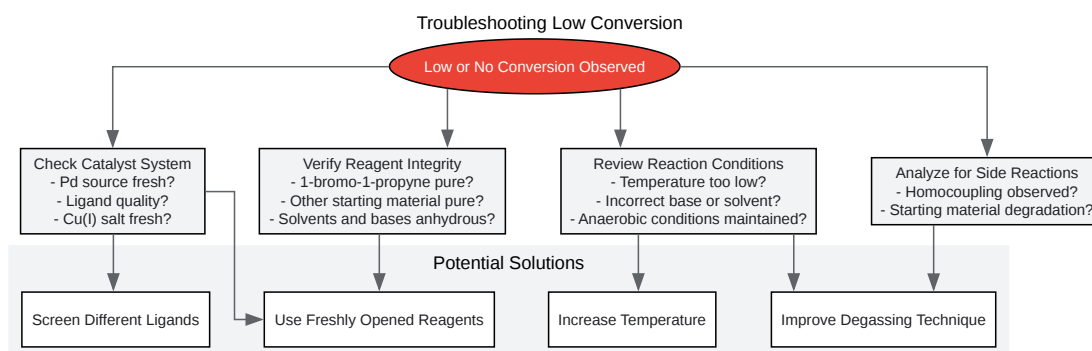 Troubleshooting Low Conversion
Low or No Conversion Observed
Check Catalyst System
- Pd source fresh?
- Ligand quality?
- Cu(I) salt fresh?
Verify Reagent Integrity
- 1-bromo-1-propyne pure?
- Other starting material pure?
- Solvents and bases anhydrous?
Review Reaction Conditions
- Temperature too low?
- Incorrect base or solvent?
- Anaerobic conditions maintained?
Analyze for Side Reactions
- Homocoupling observed?
- Starting material degradation?
Potential Solutions
Screen Different Ligands
Use Freshly Opened Reagents
Increase Temperature
Improve Degassing Technique